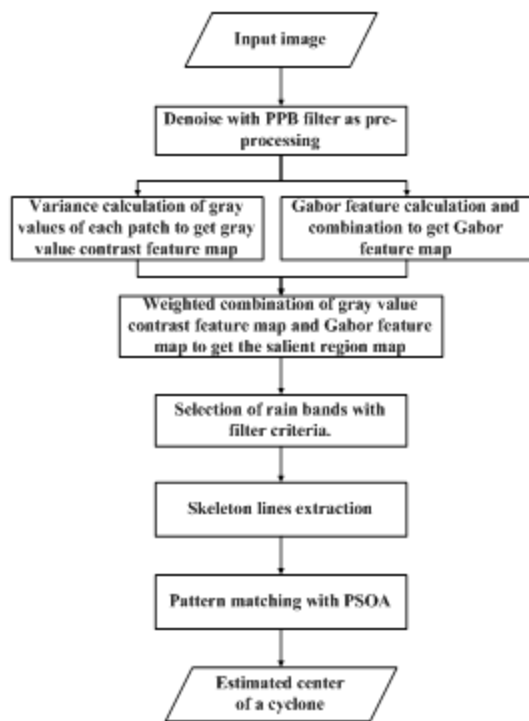 Input image
Denoise with PPB filter as pre-
processing
Variance calculation of gray
values of each patch to get gray
value contrast feature map
Gabor feature calculation and
combination to get Gabor
feature map
Weighted combination of gray value
contrast feature map and Gabor feature
map to get the salient region map
Selection of rain bands with
filter criteria.
Skeleton lines extraction
Pattern matching with PSOA
Estimated center
of a cyclone